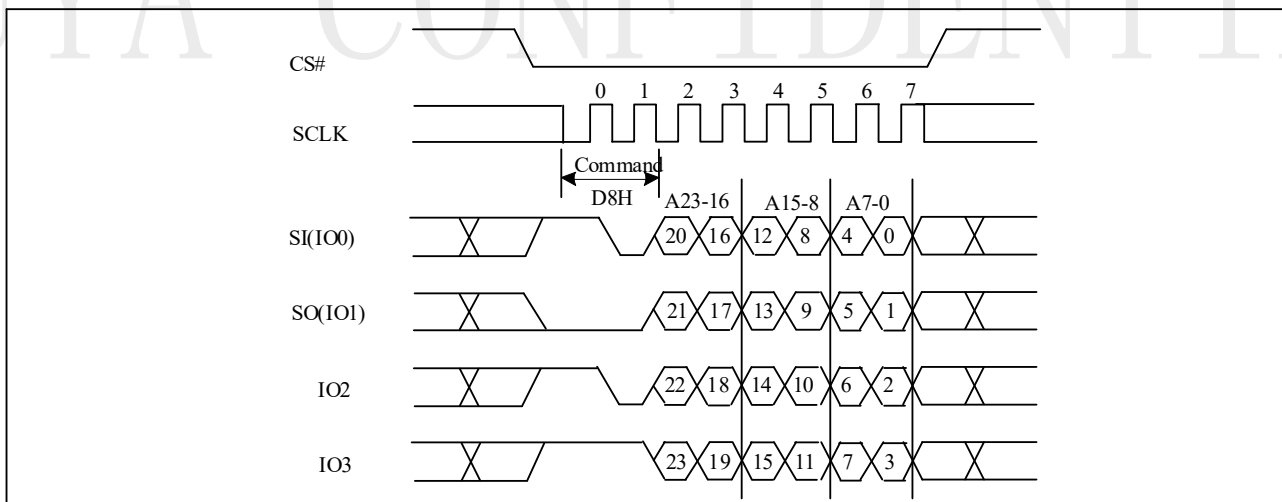 UYA CONFIDENTI
CS#
0 1 2 3 4 5 6 7
SCLK
Command
D8H
A23-16 A15-8 A7-0
SI(IO0) 20 16 12 8 4 0
SO(IO1) 21 17 13 9 5 1
IO2 22 18 14 10 6 2
IO3 23 19 15 11 7 3